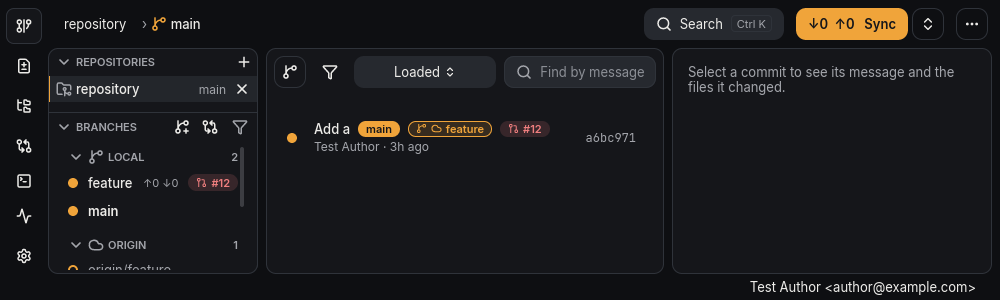 repository › main
Search Ctrl K
↓0 ↑0 Sync
REPOSITORIES
repository main
BRANCHES
LOCAL 2
feature ↑0 ↓0 #12
main
ORIGIN 1
origin/feature
Loaded
Find by message
Add a main feature #12
Test Author · 3h ago
a6bc971
Select a commit to see its message and the
files it changed.
Test Author <author@example.com>